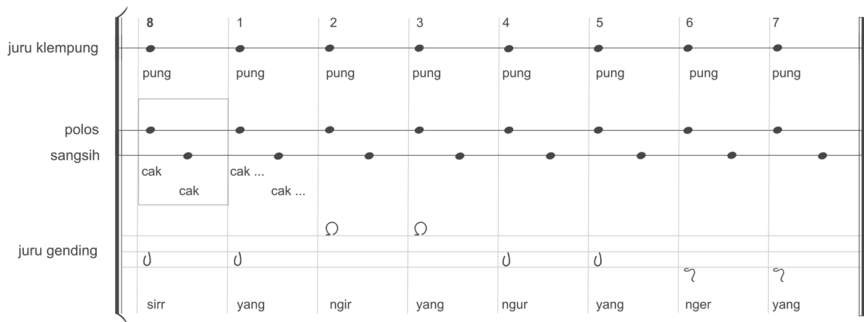 8 1 2 3 4 5 6 7
juru klempung
pung pung pung pung pung pung pung pung
polos
sangsih
cak cak ...
cak cak ...
juru gending
sirr yang ngir yang ngur yang nger yang